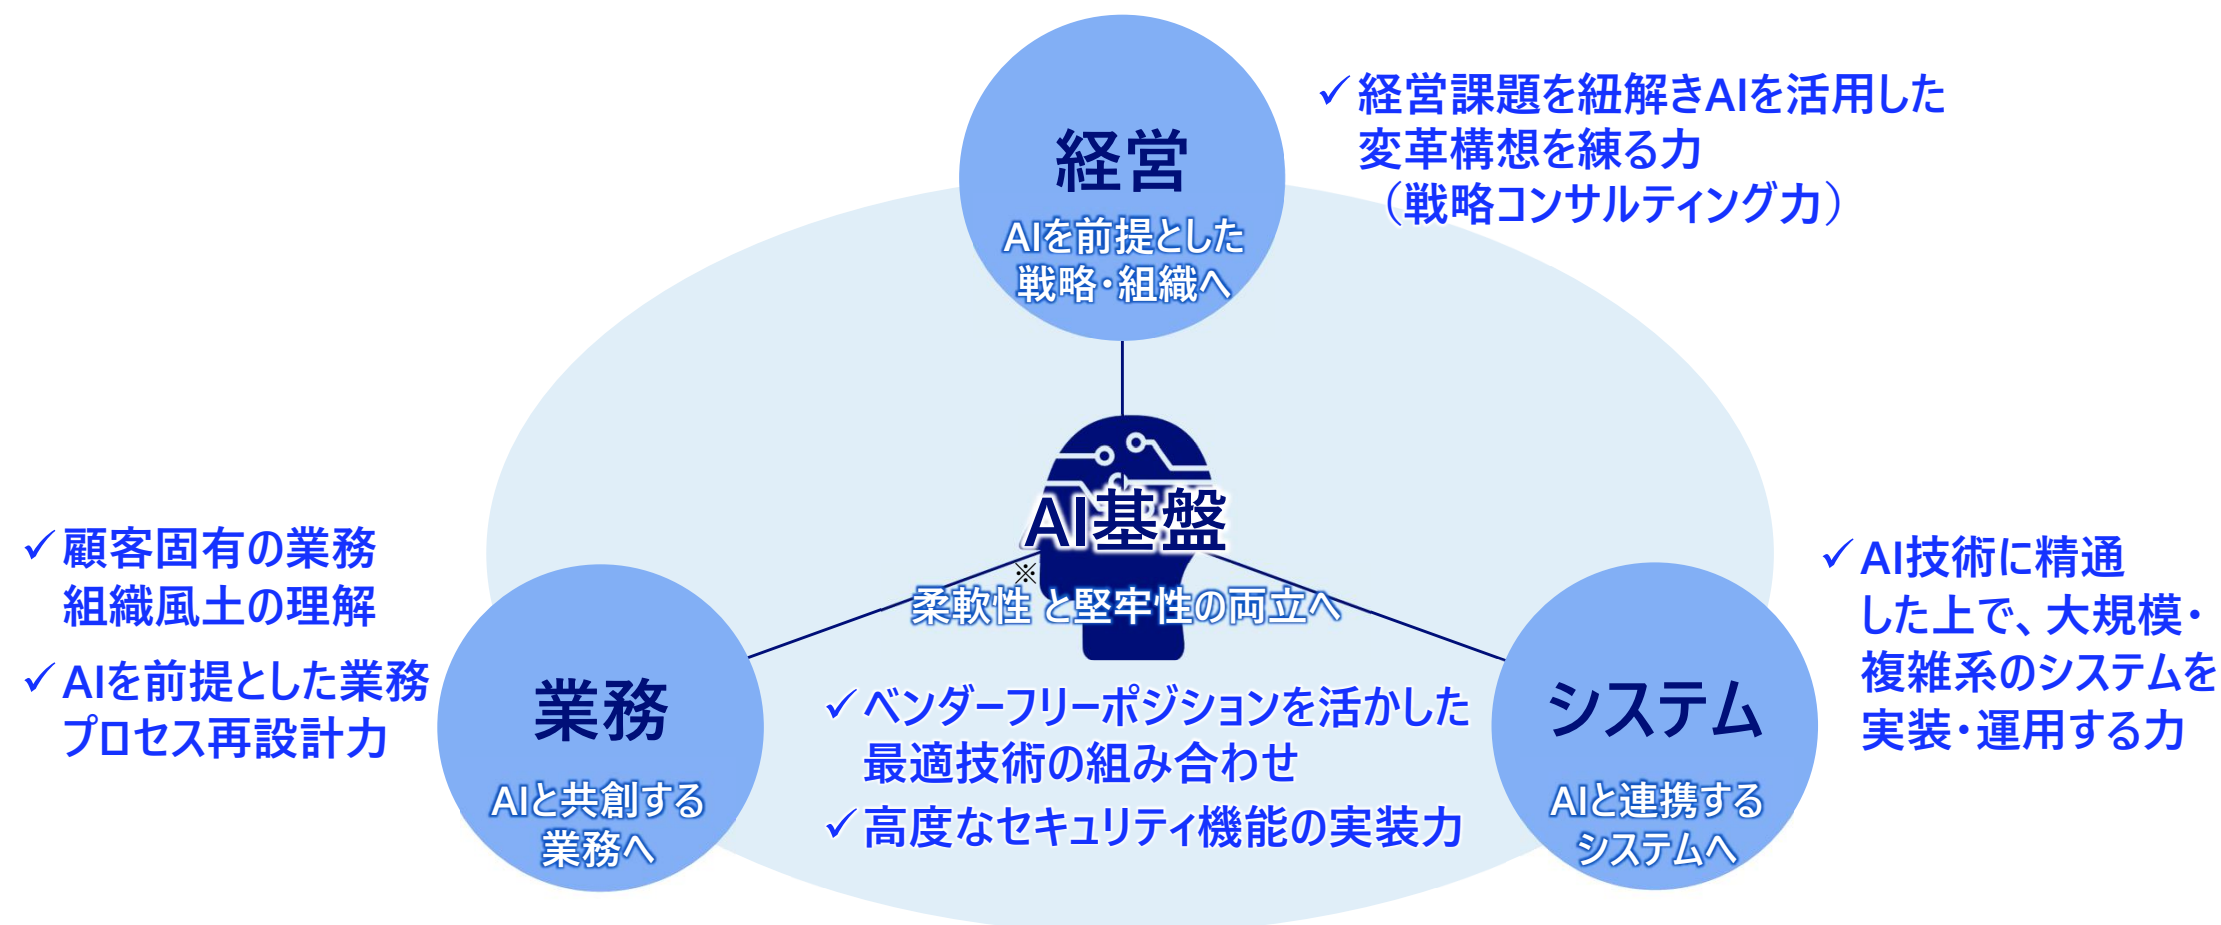 経営
AIを前提とした
戦略・組織へ
✓経営課題を紐解きAIを活用した
変革構想を練る力
（戦略コンサルティング力）
AI基盤
※
柔軟性と堅牢性の両立へ
✓ベンダーフリーポジションを活かした
最適技術の組み合わせ
✓高度なセキュリティ機能の実装力
✓顧客固有の業務
組織風土の理解
✓AIを前提とした業務
プロセス再設計力
業務
AIと共創する
業務へ
システム
AIと連携する
システムへ
✓AI技術に精通
した上で、大規模・
複雑系のシステムを
実装・運用する力